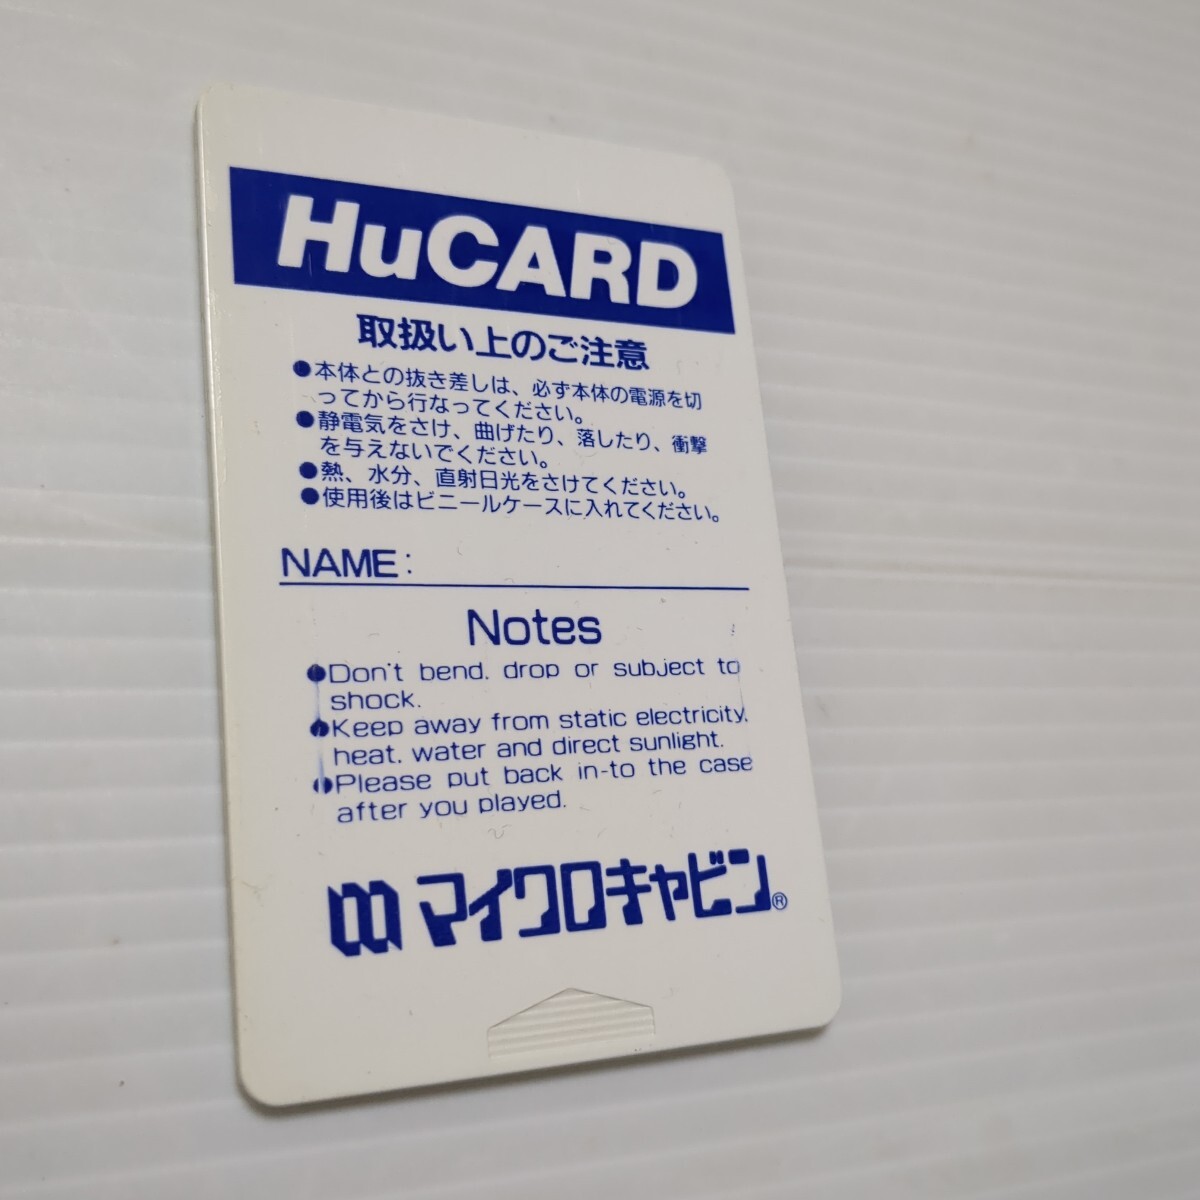 HuCARD
取扱い上のご注意
●本体との抜き差しは、必ず本体の電源を切
ってから行なってください。
●静電気をさけ、曲げたり、落したり、衝撃
を与えないでください。
●熱、水分、直射日光をさけてください。
●使用後はビニールケースに入れてください。
NAME:
Notes
●Don't bend, drop or subject to
shock.
●Keep away from static electricity,
heat, water and direct sunlight.
●Please put back in-to the case
after you played.
マイクロキャビン®